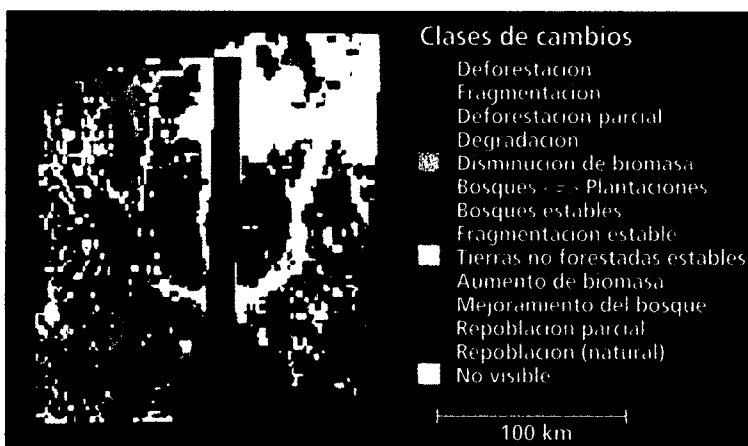 Clases de cambios
Deforestacion
Fragmentacion
Deforestacion parcial
Degradacion
Disminucion de biomasa
Bosques <=> Plantaciones
Bosques estables
Fragmentacion estable
Tierras no forestadas estables
Aumento de biomasa
Mejoramiento del bosque
Repoblacion parcial
Repoblacion (natural)
No visible
100 km